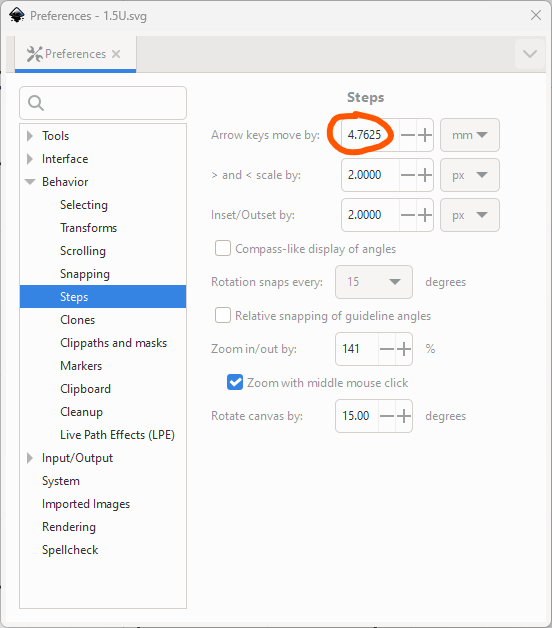 Preferences - 1.5U.svg
Preferences
Steps
Tools
Interface
Behavior
Selecting
Transforms
Scrolling
Snapping
Steps
Clones
Clippaths and masks
Markers
Clipboard
Cleanup
Live Path Effects (LPE)
Input/Output
System
Imported Images
Rendering
Spellcheck
Arrow keys move by: 4.7625 mm
> and < scale by: 2.0000 px
Inset/Outset by: 2.0000 px
Compass-like display of angles
Rotation snaps every: 15 degrees
Relative snapping of guideline angles
Zoom in/out by: 141 %
Zoom with middle mouse click
Rotate canvas by: 15.00 degrees